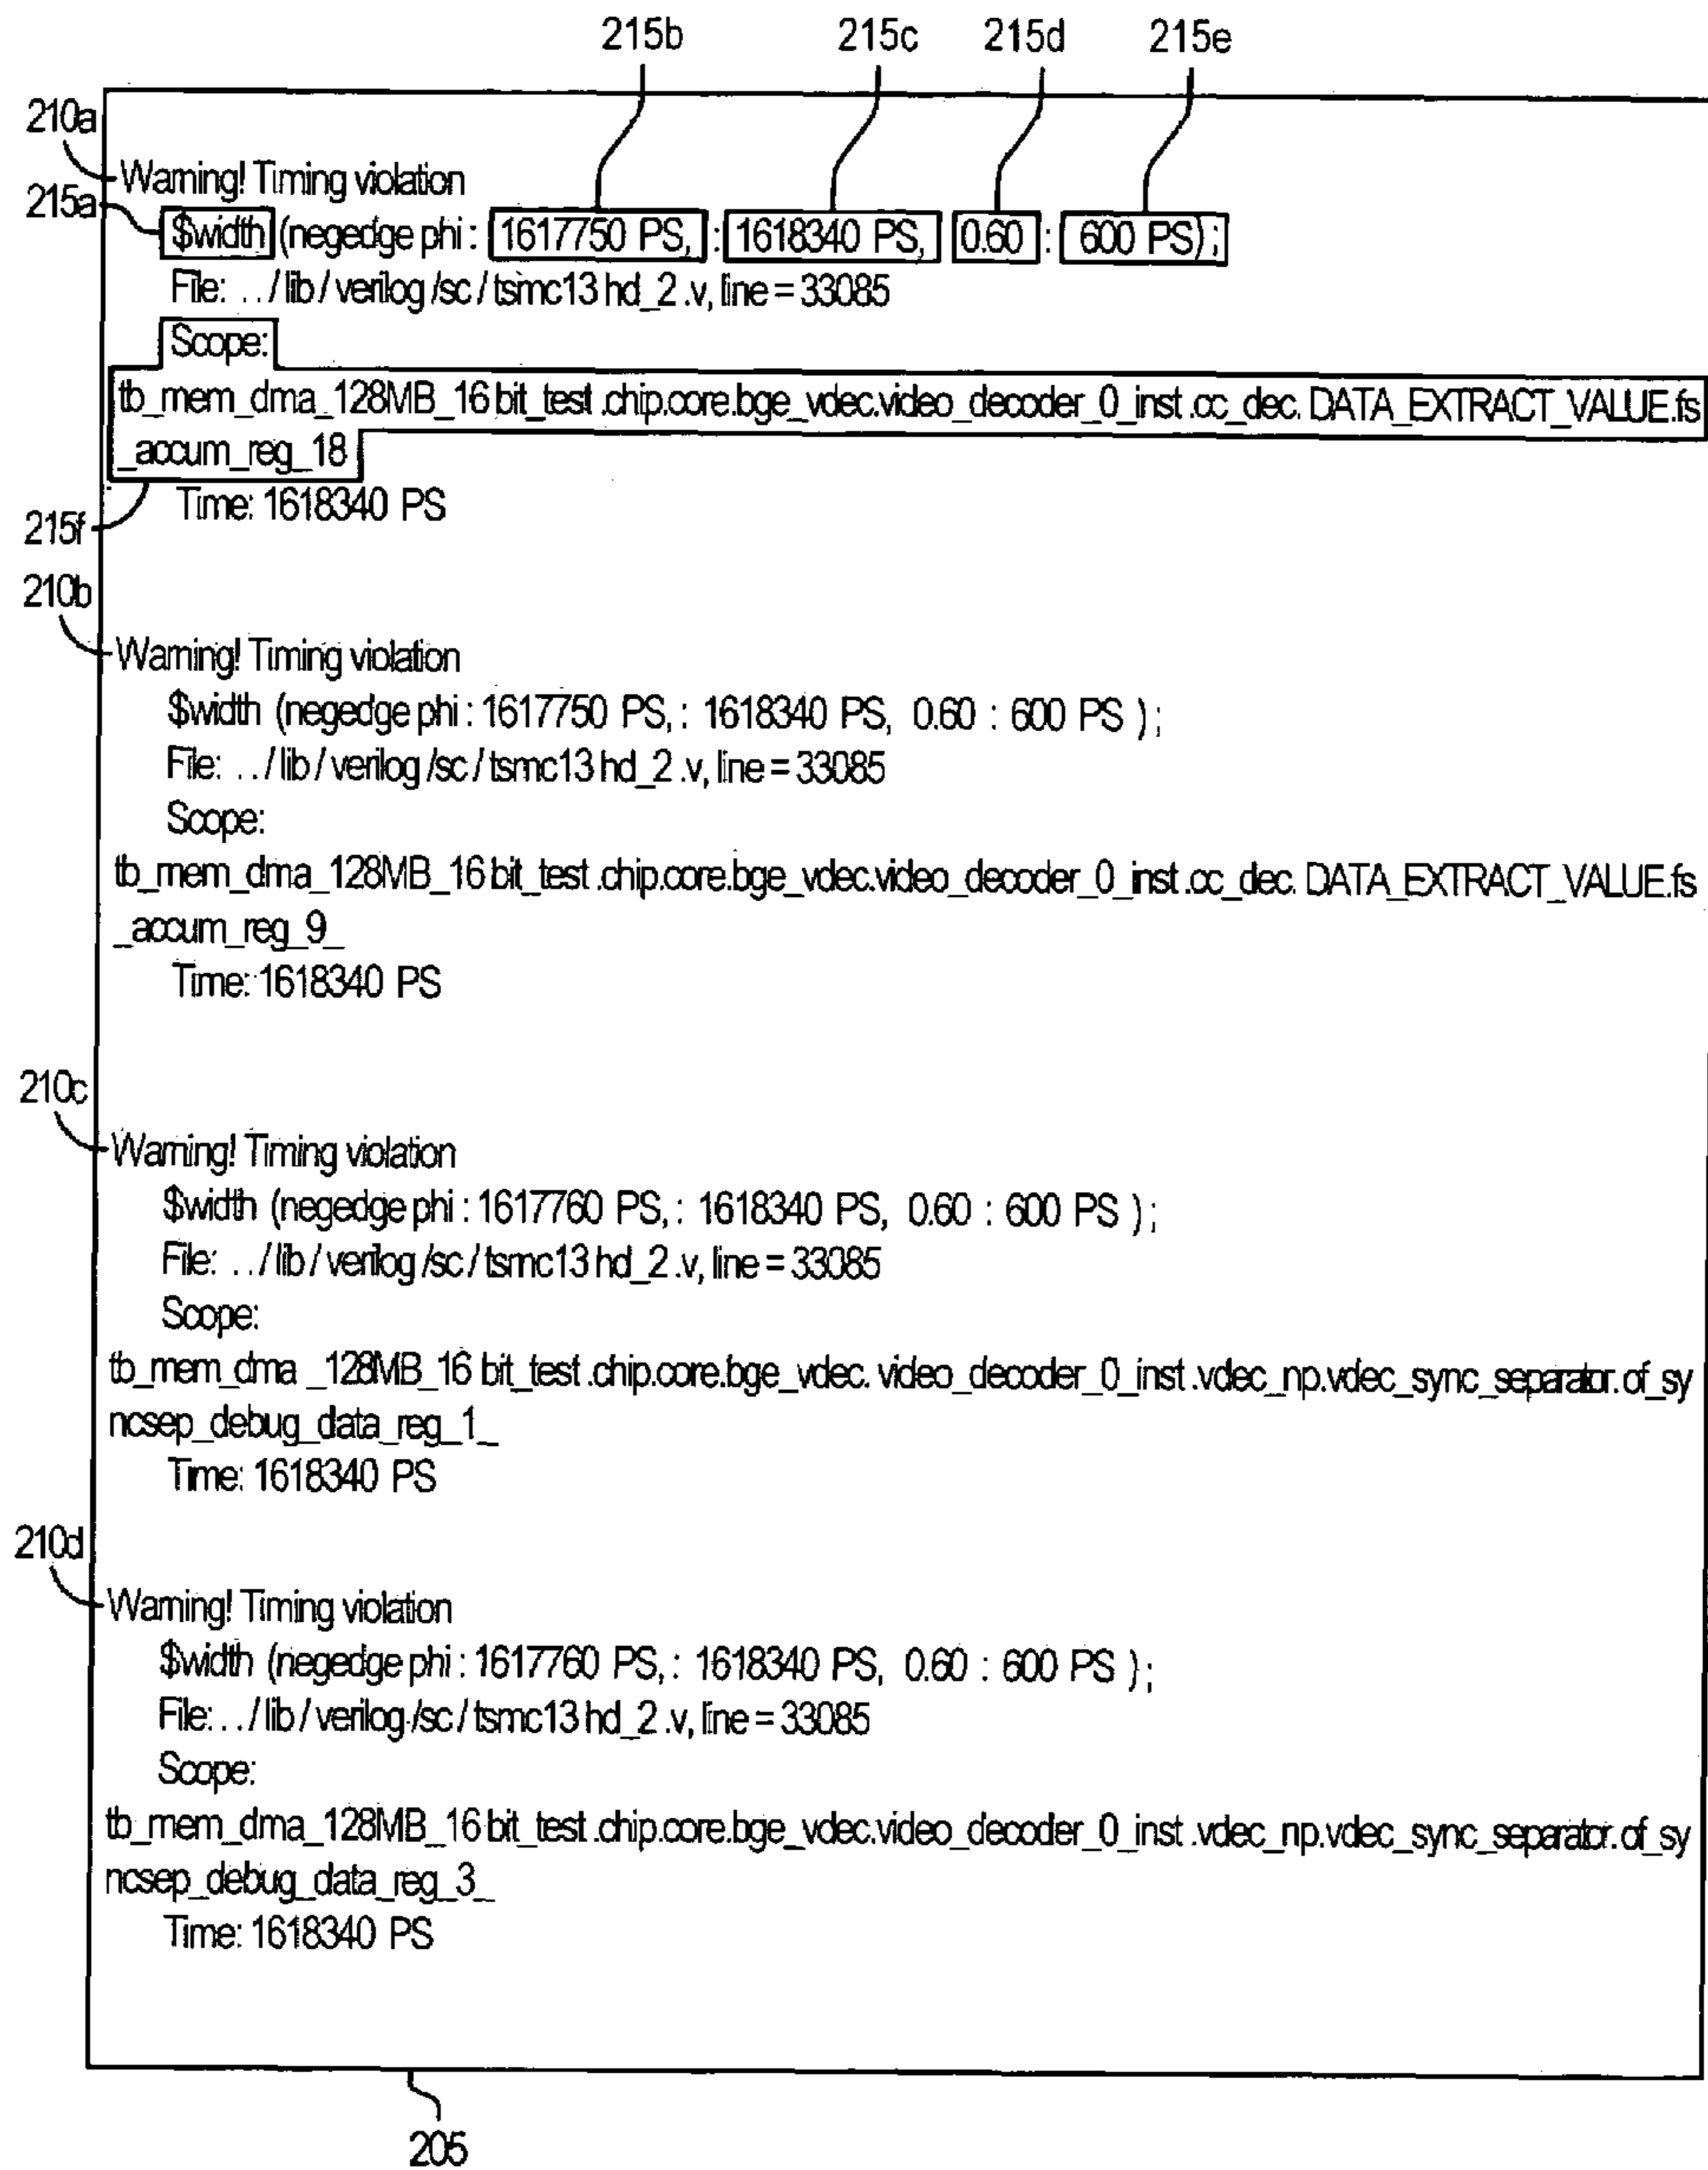 215b 215c 215d 215e
210a
Warning! Timing violation
215a
$width (negedge phi : 1617750 PS, : 1618340 PS, 0.60 : 600 PS) ;
File: ../lib/verilog/sc/tsmc13hd_2.v, line = 33085
Scope:
tb_mem_dma_128MB_16bit_test.chip.core.bge_vdec.video_decoder_0_inst.cc_dec. DATA_EXTRACT_VALUE.fs
_accum_reg_18
Time: 1618340 PS
215f
210b
Warning! Timing violation
$width (negedge phi : 1617750 PS, : 1618340 PS, 0.60 : 600 PS ) ;
File: ../lib/verilog/sc/tsmc13hd_2.v, line = 33085
Scope:
tb_mem_dma_128MB_16bit_test.chip.core.bge_vdec.video_decoder_0_inst.cc_dec. DATA_EXTRACT_VALUE.fs
_accum_reg_9_
Time: 1618340 PS
210c
Warning! Timing violation
$width (negedge phi : 1617760 PS, : 1618340 PS, 0.60 : 600 PS ) ;
File: ../lib/verilog/sc/tsmc13hd_2.v, line = 33085
Scope:
tb_mem_dma _128MB_16bit_test.chip.core.bge_vdec. video_decoder_0_inst.vdec_np.vdec_sync_separator.of_sy
ncsep_debug_data_reg_1_
Time: 1618340 PS
210d
Warning! Timing violation
$width (negedge phi : 1617760 PS, : 1618340 PS, 0.60 : 600 PS ) ;
File: ../lib/verilog/sc/tsmc13hd_2.v, line = 33085
Scope:
tb_mem_dma_128MB_16bit_test.chip.core.bge_vdec.video_decoder_0_inst.vdec_np.vdec_sync_separator.of_sy
ncsep_debug_data_reg_3_
Time: 1618340 PS
205